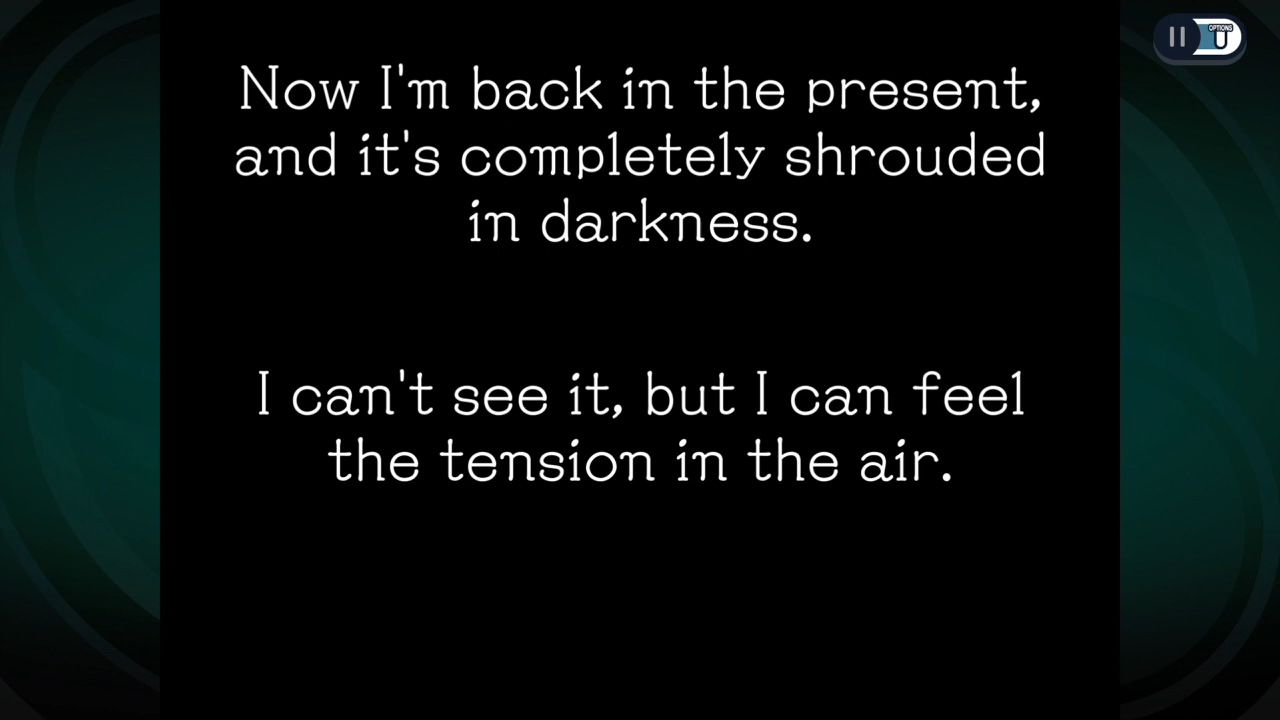 OPTIONS
Now I'm back in the present,
and it's completely shrouded
in darkness.
I can't see it, but I can feel
the tension in the air.